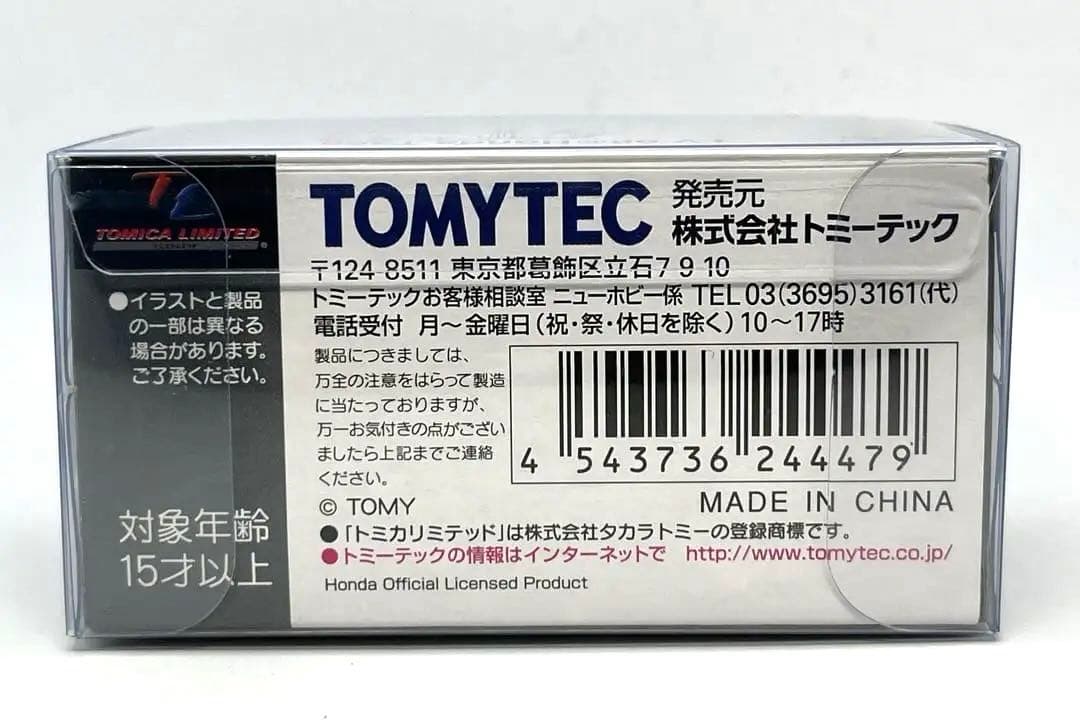 TOMICA LIMITED
®
TOMYTEC
発売元
株式会社トミーテック
〒124-8511 東京都葛飾区立石7-9-10
トミーテックお客様相談室 ニューホビー係 TEL 03(3695)3161(代)
電話受付 月〜金曜日(祝・祭・休日を除く)10〜17時
●イラストと製品
の一部は異なる
場合があります。
ご了承ください。
製品につきましては、
万全の注意をはらって製造
に当たっておりますが、
万一お気付きの点がござい
ましたら上記までご連絡
ください。
4 543736 244479
© TOMY
MADE IN CHINA
対象年齢
15才以上
●「トミカリミテッド」は株式会社タカラトミーの登録商標です。
●トミーテックの情報はインターネットで http://www.tomytec.co.jp/
Honda Official Licensed Product